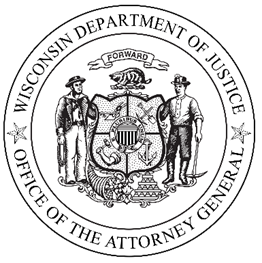 WISCONSIN DEPARTMENT OF JUSTICE
FORWARD
OFFICE OF THE ATTORNEY GENERAL